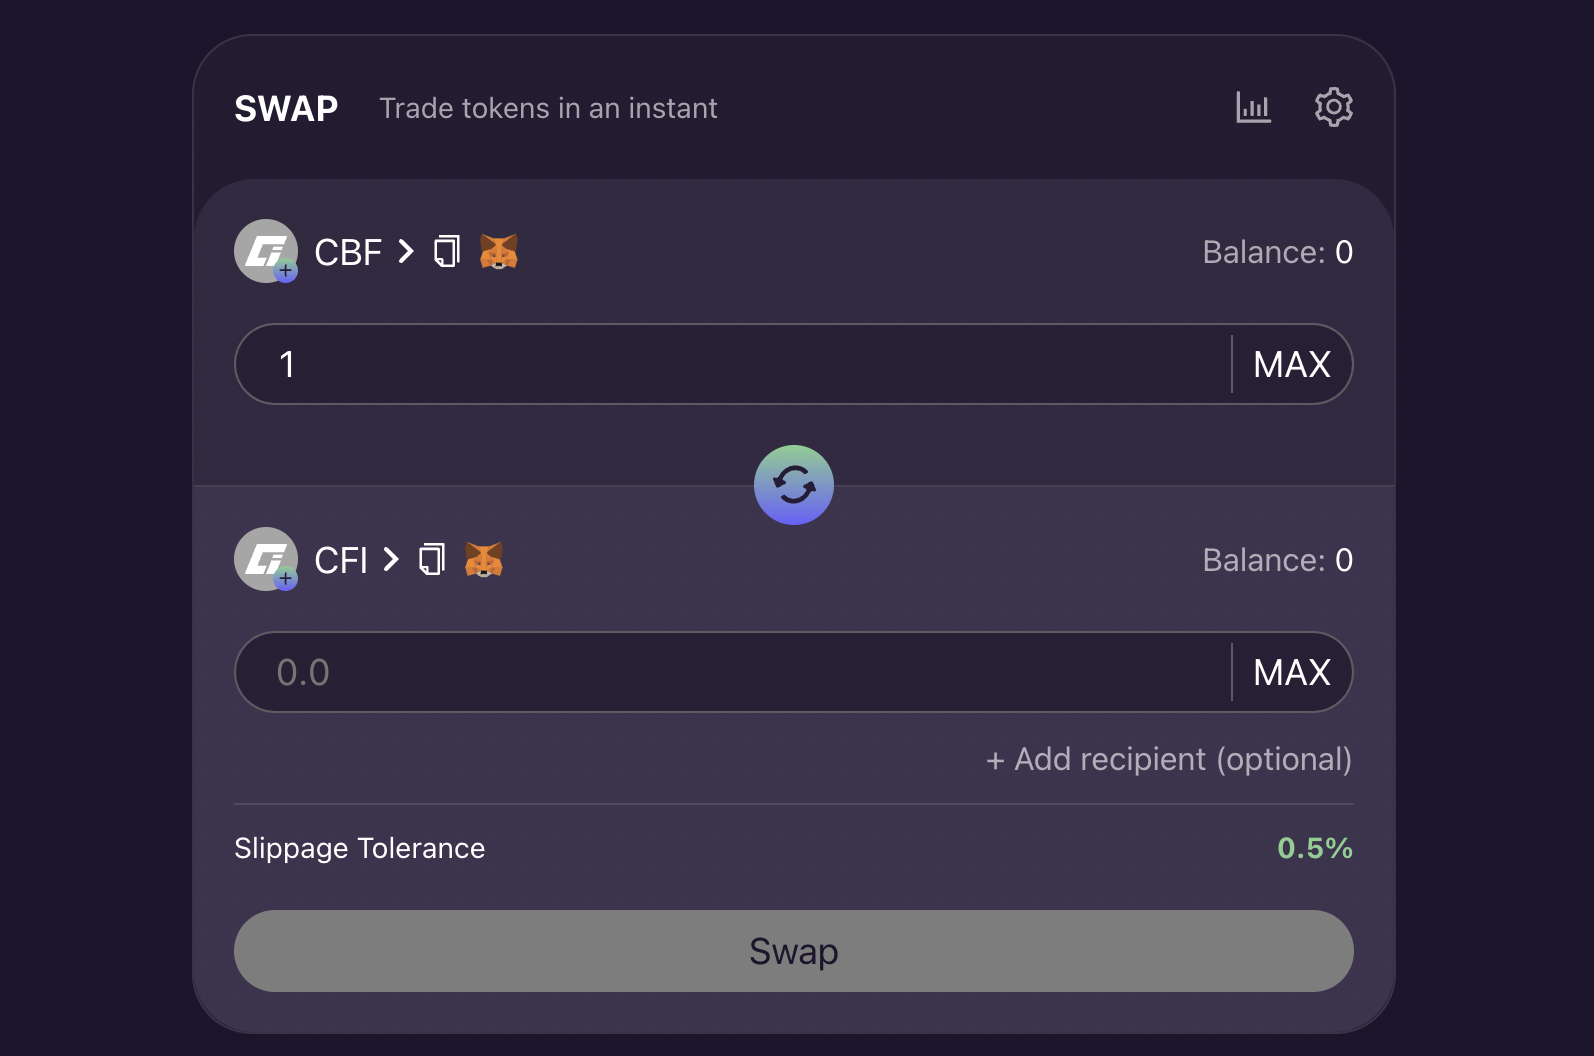 SWAP Trade tokens in an instant
CBF Balance: 0
1 MAX
CFI Balance: 0
0.0 MAX
+ Add recipient (optional)
Slippage Tolerance 0.5%
Swap